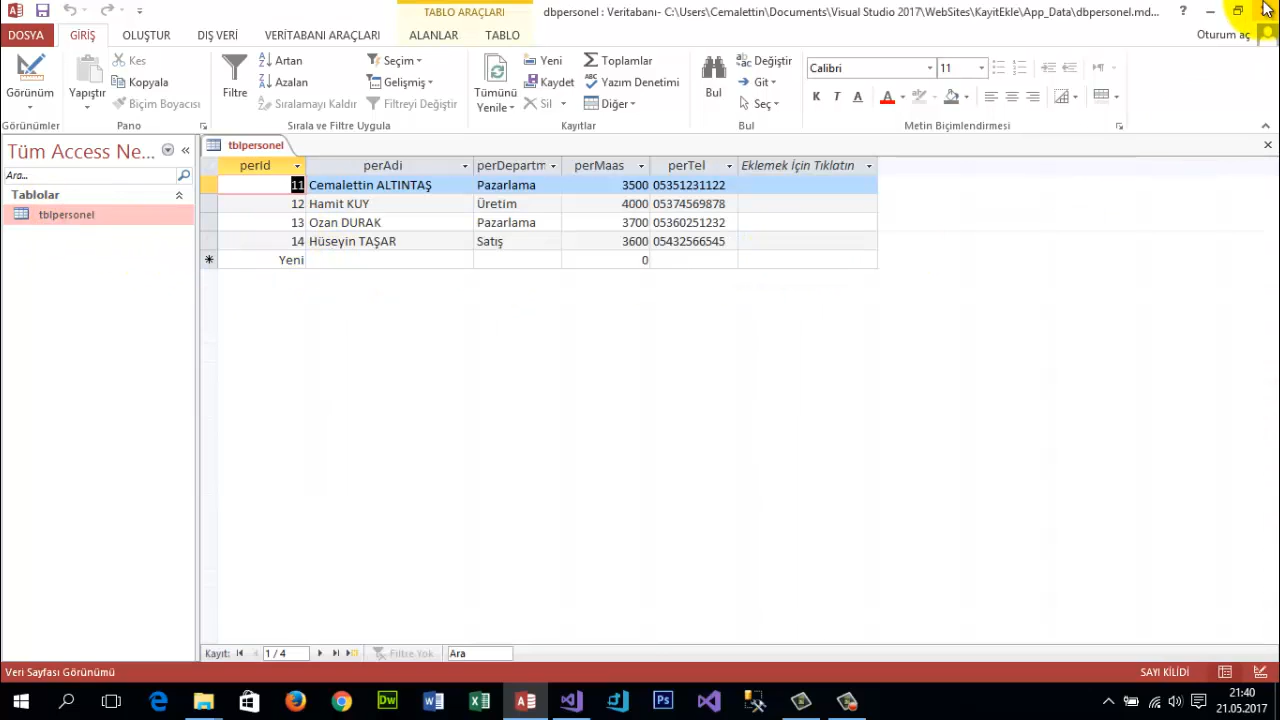 TABLO ARAÇLARI
dbpersonel : Veritabanı- C:\Users\Cemalettin\Documents\Visual Studio 2017\WebSites\KayitEkle\App_Data\dbpersonel.md...
?
DOSYA GİRİŞ OLUŞTUR DIŞ VERİ VERİTABANI ARAÇLARI ALANLAR TABLO Oturum aç
Görünüm
Görünümler
Yapıştır
Kes
Kopyala
Biçim Boyacısı
Pano
Filtre
Artan
Azalan
Sıralamayı Kaldır
Seçim
Gelişmiş
Filtreyi Değiştir
Sırala ve Filtre Uygula
Tümünü
Yenile
Yeni
Kaydet
Sil
Toplamlar
Yazım Denetimi
Diğer
Kayıtlar
Bul
Değiştir
Git
Seç
Bul
Calibri 11
K T A
Metin Biçimlendirme
Tüm Access Ne...
Ara...
Tablolar
tblpersonel
tblpersonel
perId perAdi perDepartm perMaas perTel Eklemek İçin Tıklatın
11 Cemalettin ALTINTAŞ Pazarlama 3500 05351231122
12 Hamit KUY Üretim 4000 05374569878
13 Ozan DURAK Pazarlama 3700 05360251232
14 Hüseyin TAŞAR Satış 3600 05432566545
Yeni 0
Kayıt: 1 / 4 Filtre Yok Ara
Veri Sayfası Görünümü SAYI KİLİDİ
21:40
21.05.2017